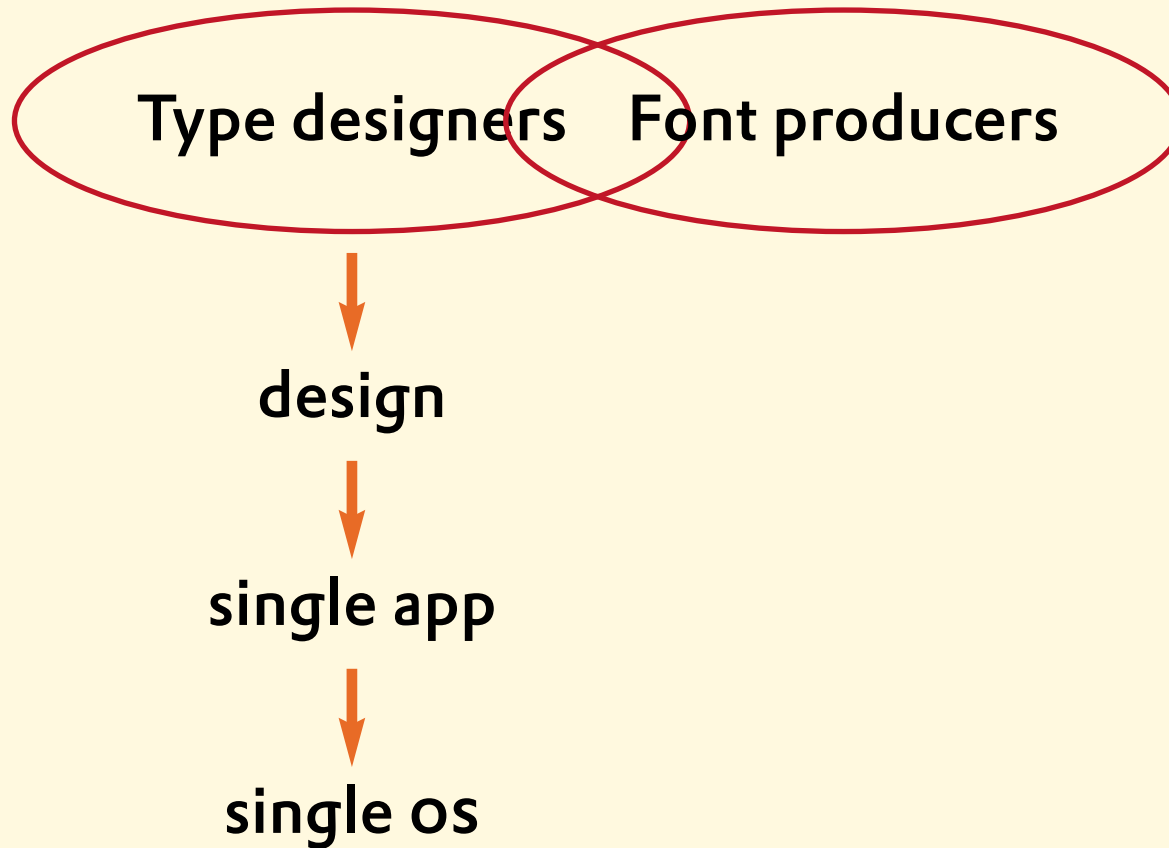 Type designers
Font producers
design
single app
single OS